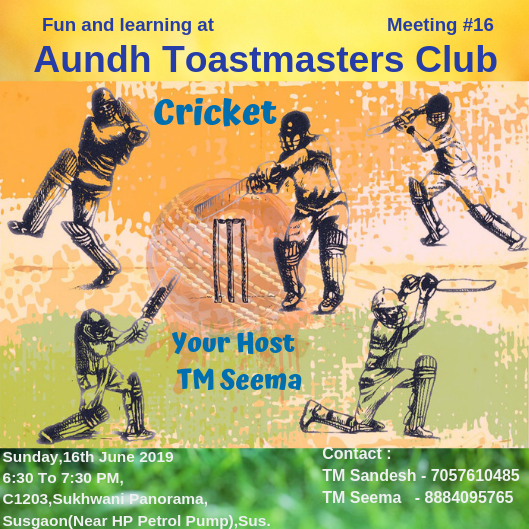 Fun and learning at Meeting #16
Aundh Toastmasters Club
Cricket
Your Host
TM Seema
Sunday,16th June 2019
6:30 To 7:30 PM,
C1203,Sukhwani Panorama,
Susgaon(Near HP Petrol Pump),Sus.
Contact :
TM Sandesh - 7057610485
TM Seema - 8884095765